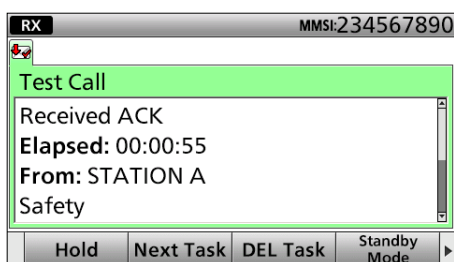 RX MMSI:234567890
Test Call
Received ACK
Elapsed: 00:00:55
From: STATION A
Safety
Hold Next Task DEL Task Standby Mode